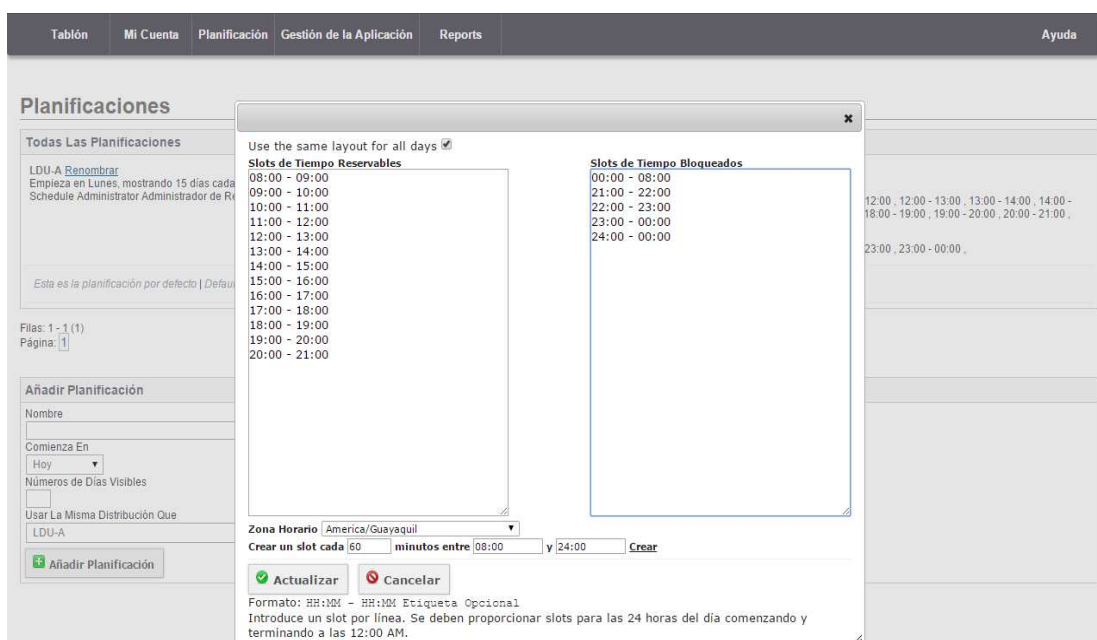 Tablón Mi Cuenta Planificación Gestión de la Aplicación Reports Ayuda
Planificaciones
Todas Las Planificaciones
LDU-A Renombrar
Empieza en Lunes, mostrando 15 días cada
Schedule Administrator Administrador de
12:00 , 12:00 - 13:00 , 13:00 - 14:00 , 14:00 -
18:00 - 19:00 , 19:00 - 20:00 , 20:00 - 21:00 ,
23:00 , 23:00 - 00:00 ,
Esta es la planificación por defecto |
Filas: 1 - 1 (1)
Página: 1
Añadir Planificación
Nombre
Comienza En
Hoy
Números de Días Visibles
Usar La Misma Distribución Que
LDU-A
Añadir Planificación
Use the same layout for all days
Slots de Tiempo Reservables
08:00 - 09:00
09:00 - 10:00
10:00 - 11:00
11:00 - 12:00
12:00 - 13:00
13:00 - 14:00
14:00 - 15:00
15:00 - 16:00
16:00 - 17:00
17:00 - 18:00
18:00 - 19:00
19:00 - 20:00
20:00 - 21:00
Slots de Tiempo Bloqueados
00:00 - 08:00
21:00 - 22:00
22:00 - 23:00
23:00 - 00:00
24:00 - 00:00
Zona Horario America/Guayaquil
Crear un slot cada 60 minutos entre 08:00 y 24:00 Crear
Actualizar Cancelar
Formato: HH:MM - HH:MM Etiqueta Opcional
Introduce un slot por línea. Se deben proporcionar slots para las 24 horas del día comenzando y
terminando a las 12:00 AM.